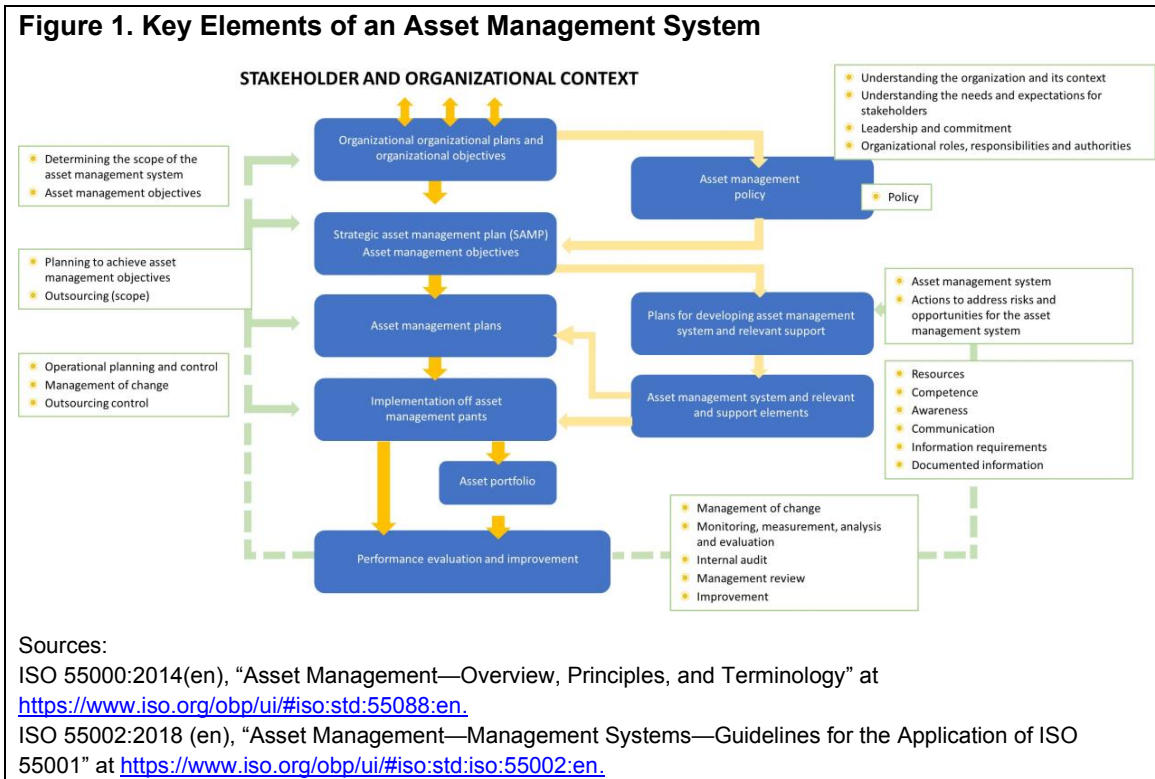 Figure 1. Key Elements of an Asset Management System
STAKEHOLDER AND ORGANIZATIONAL CONTEXT
Understanding the organization and its context
Understanding the needs and expectations for
stakeholders
Leadership and commitment
Organizational roles, responsibilities and authorities
Organizational organizational plans and
organizational objectives
Determining the scope of the
asset management system
Asset management objectives
Asset management
policy
Policy
Strategic asset management plan (SAMP)
Asset management objectives
Planning to achieve asset
management objectives
Outsourcing (scope)
Asset management system
Actions to address risks and
opportunities for the asset
management system
Asset management plans
Plans for developing asset management
system and relevant support
Operational planning and control
Management of change
Outsourcing control
Implementation off asset
management pants
Asset management system and relevant
and support elements
Resources
Competence
Awareness
Communication
Information requirements
Documented information
Asset portfolio
Management of change
Monitoring, measurement, analysis
and evaluation
Internal audit
Management review
Improvement
Performance evaluation and improvement
Sources:
ISO 55000:2014(en), “Asset Management—Overview, Principles, and Terminology” at
https://www.iso.org/obp/ui/#iso:std:55088:en.
ISO 55002:2018 (en), “Asset Management—Management Systems—Guidelines for the Application of ISO
55001” at https://www.iso.org/obp/ui/#iso:std:iso:55002:en.